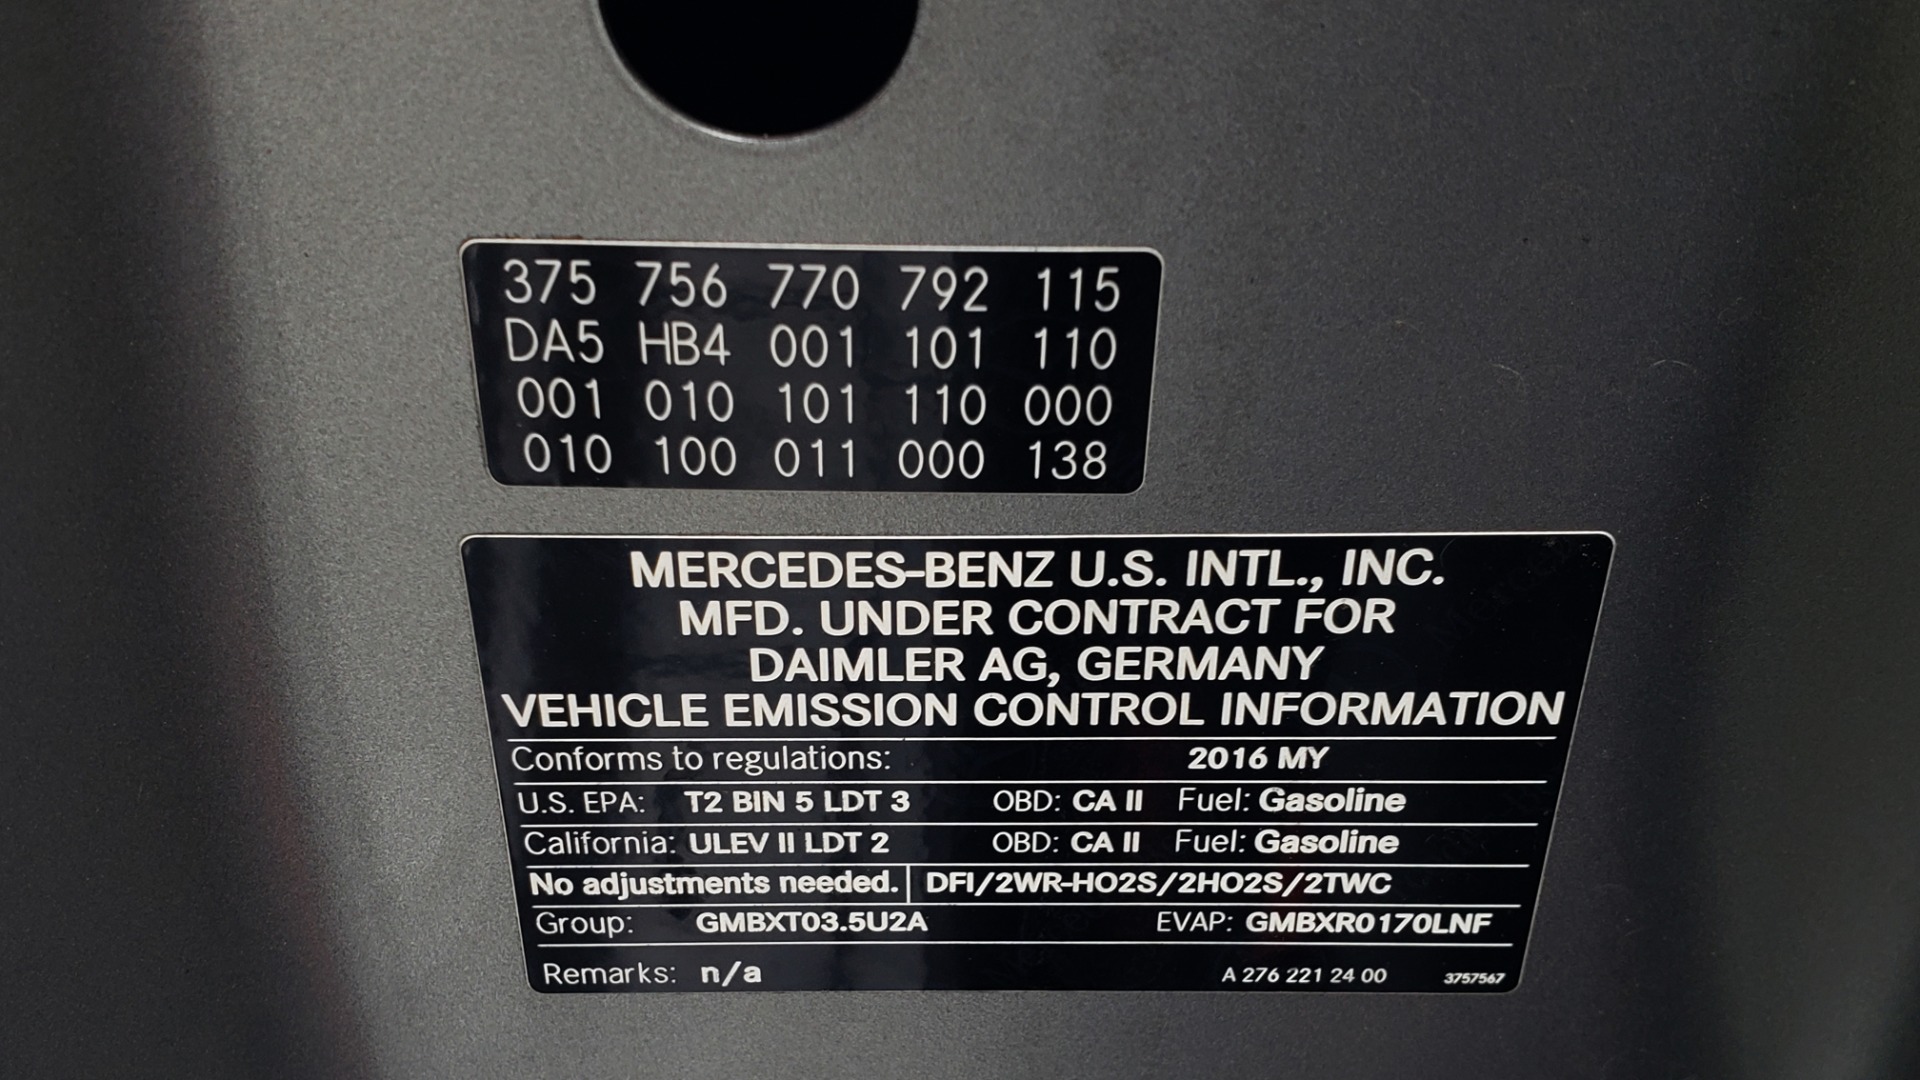 375 756 770 792 115
DA5 HB4 001 101 110
001 010 101 110 000
010 100 011 000 138
MERCEDES-BENZ U.S. INTL., INC.
MFD. UNDER CONTRACT FOR
DAIMLER AG, GERMANY
VEHICLE EMISSION CONTROL INFORMATION
Conforms to regulations: 2016 MY
U.S. EPA: T2 BIN 5 LDT 3 OBD: CA II Fuel: Gasoline
California: ULEV II LDT 2 OBD: CA II Fuel: Gasoline
No adjustments needed. DFI/2WR-HO2S/2HO2S/2TWC
Group: GMBXT03.5U2A EVAP: GMBXR0170LNF
Remarks: n/a A 276 221 24 00 3757567